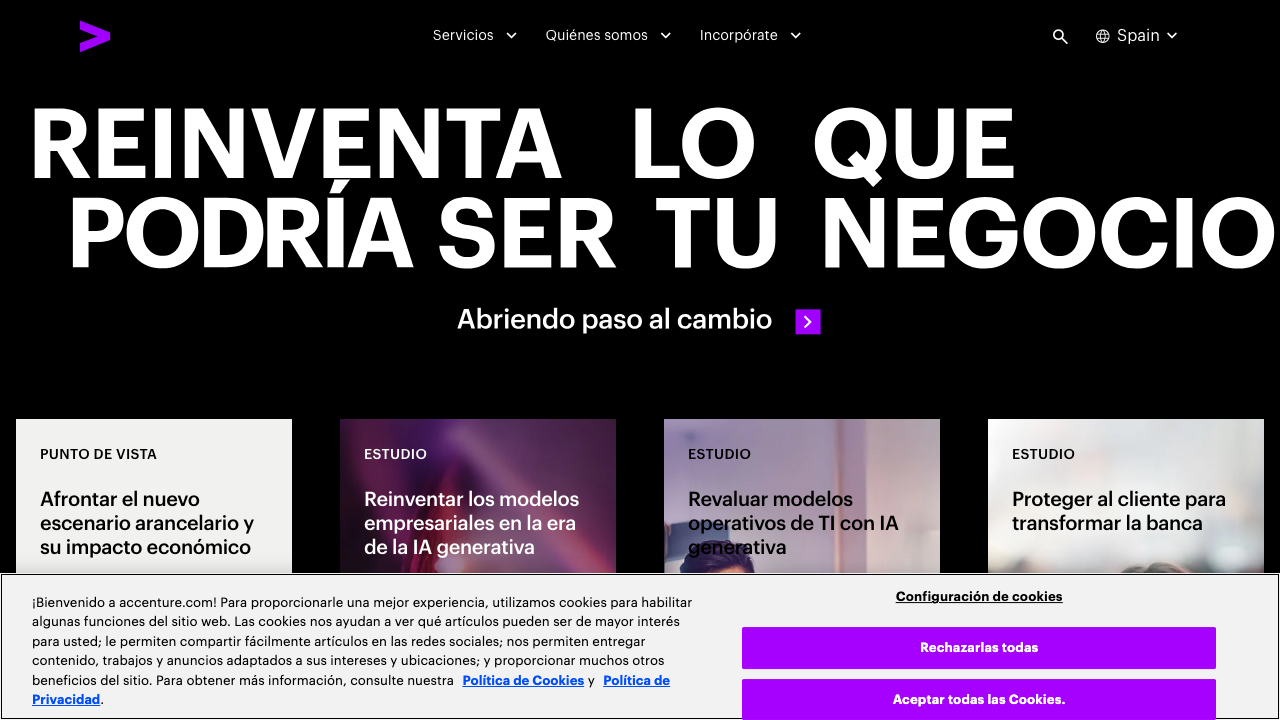 Servicios
Quiénes somos
Incorpórate
Spain
REINVENTA LO QUE
PODRÍA SER TU NEGOCIO
Abriendo paso al cambio
PUNTO DE VISTA
Afrontar el nuevo
escenario arancelario y
su impacto económico
ESTUDIO
Reinventar los modelos
empresariales en la era
de la IA generativa
ESTUDIO
Revaluar modelos
operativos de TI con IA
generativa
ESTUDIO
Proteger al cliente para
transformar la banca
¡Bienvenido a accenture.com! Para proporcionarle una mejor experiencia, utilizamos cookies para habilitar
algunas funciones del sitio web. Las cookies nos ayudan a ver qué artículos pueden ser de mayor interés
para usted; le permiten compartir fácilmente artículos en las redes sociales; nos permiten entregar
contenido, trabajos y anuncios adaptados a sus intereses y ubicaciones; y proporcionar muchos otros
beneficios del sitio. Para obtener más información, consulte nuestra Política de Cookies y Política de
Privacidad.
Configuración de cookies
Rechazarlas todas
Aceptar todas las Cookies.